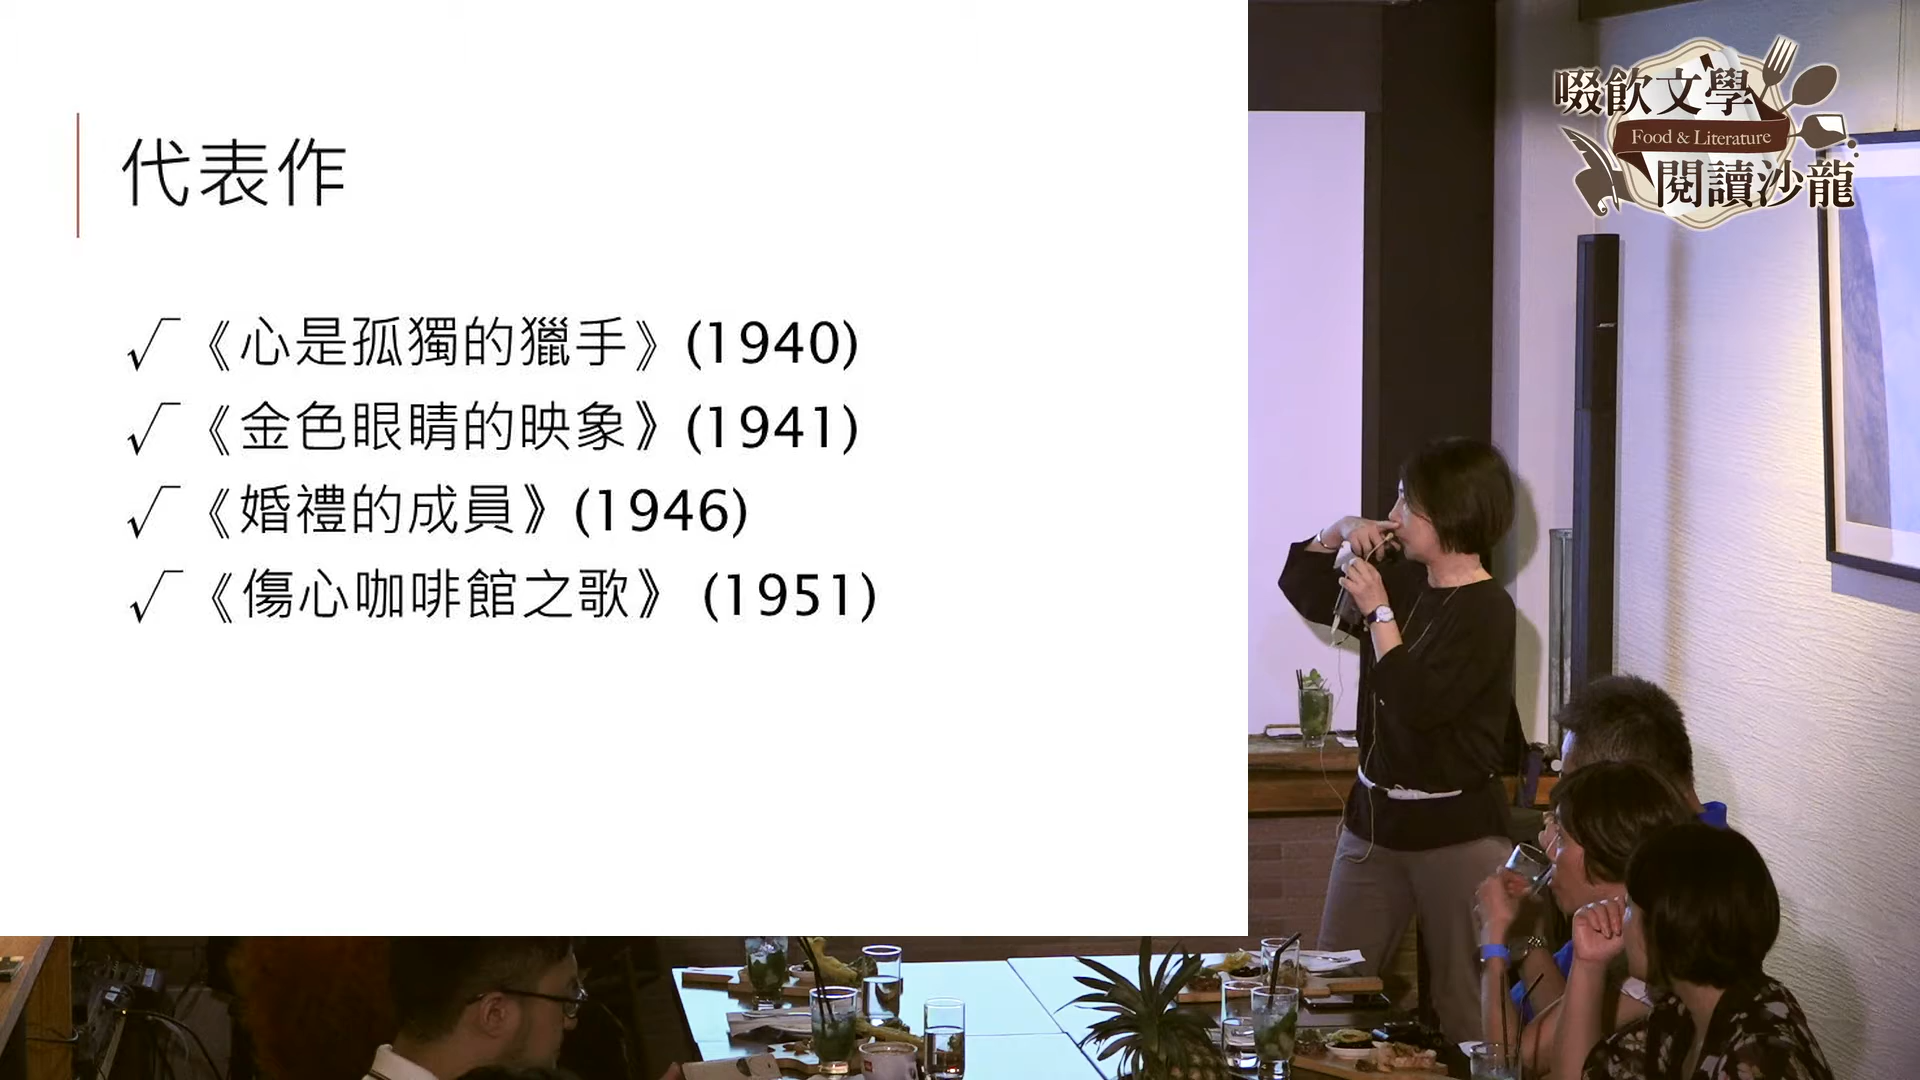 代表作
√《心是孤獨的獵手》(1940)
√《金色眼睛的映象》(1941)
√《婚禮的成員》(1946)
√《傷心咖啡館之歌》 (1951)
啜飲文學
Food & Literature
閱讀沙龍